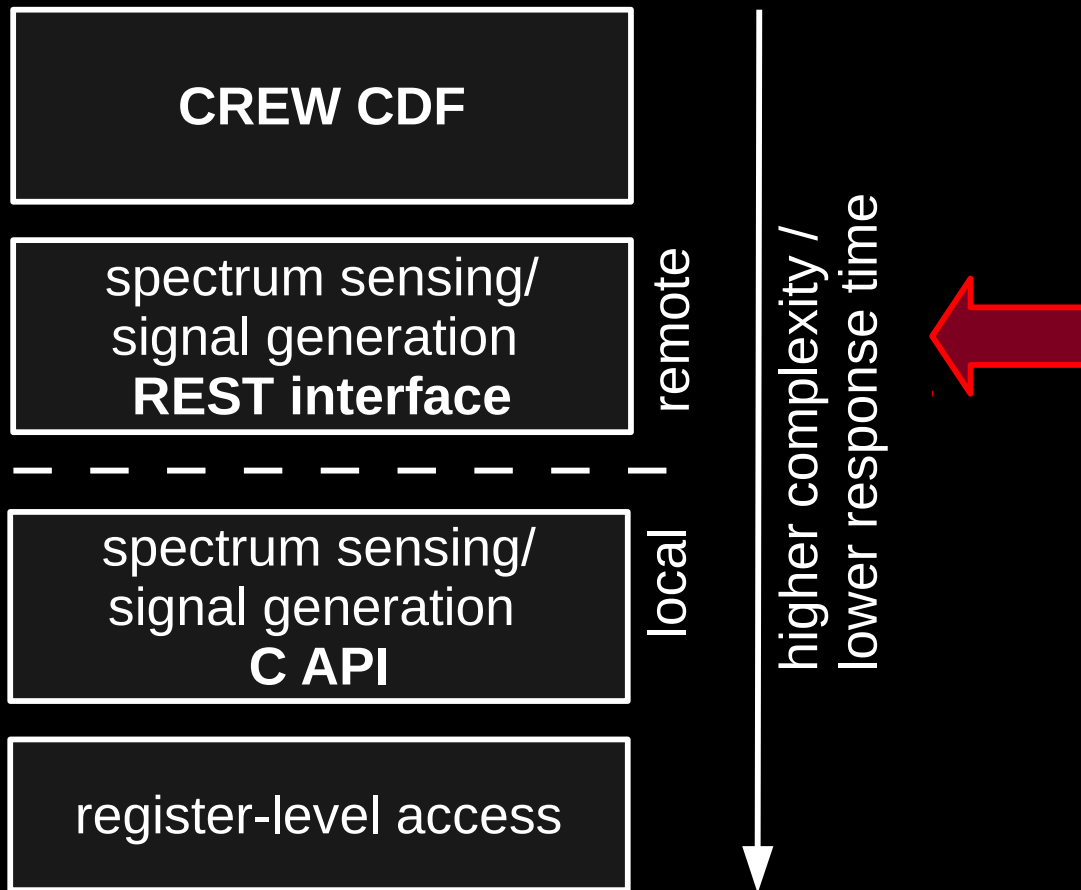 CREW CDF
spectrum sensing/
signal generation
REST interface
remote
spectrum sensing/
signal generation
C API
local
register-level access
higher complexity /
lower response time